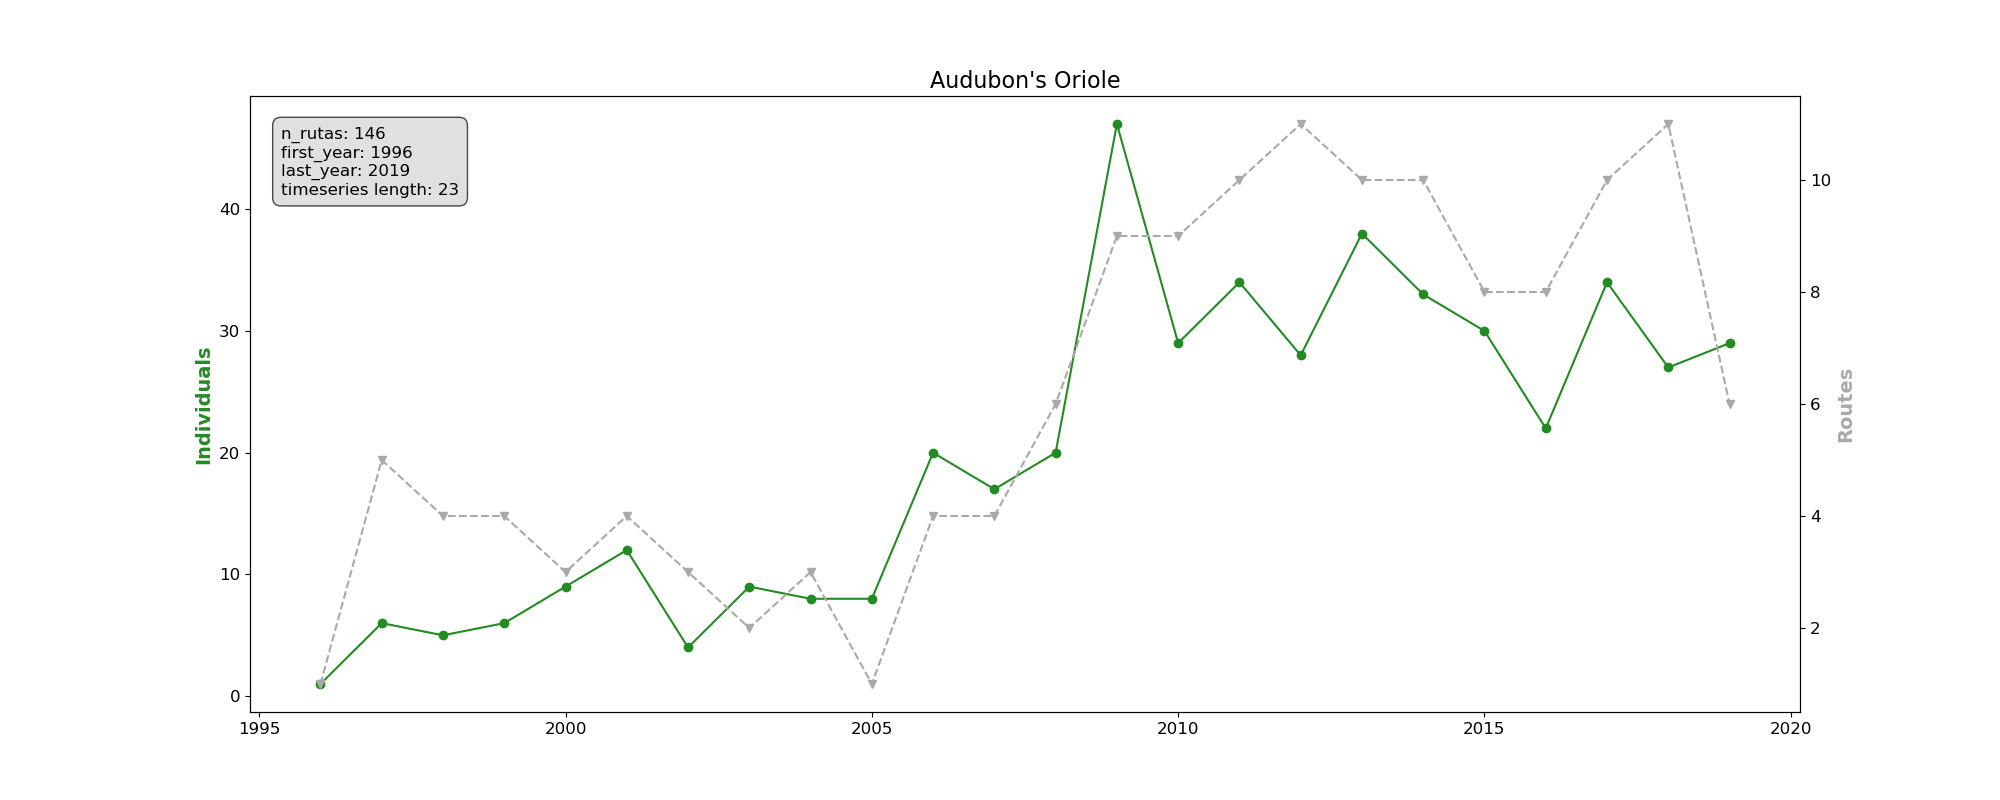 Audubon's Oriole
n_rutas: 146
first_year: 1996
last_year: 2019
timeseries length: 23
Individuals
40
30
20
10
0
Routes
10
8
6
4
2
1995
2000
2005
2010
2015
2020